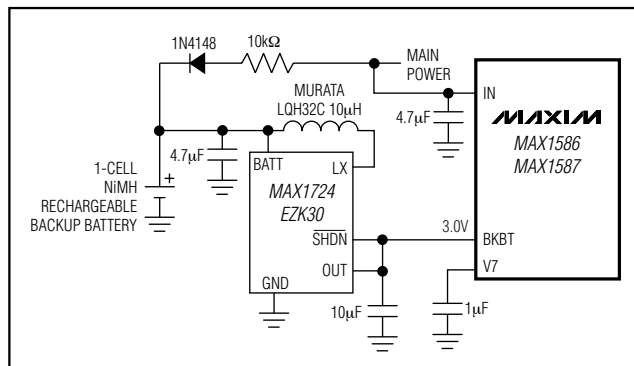 1N4148
10kΩ
MAIN
POWER
MURATA
LQH32C 10µH
IN
MAXIM
MAX1586
MAX1587
4.7µF
4.7µF
BATT
LX
1-CELL
NiMH
RECHARGEABLE
BACKUP BATTERY
+
MAX1724
EZK30
SHDN
3.0V
BKBT
OUT
V7
GND
10µF
1µF